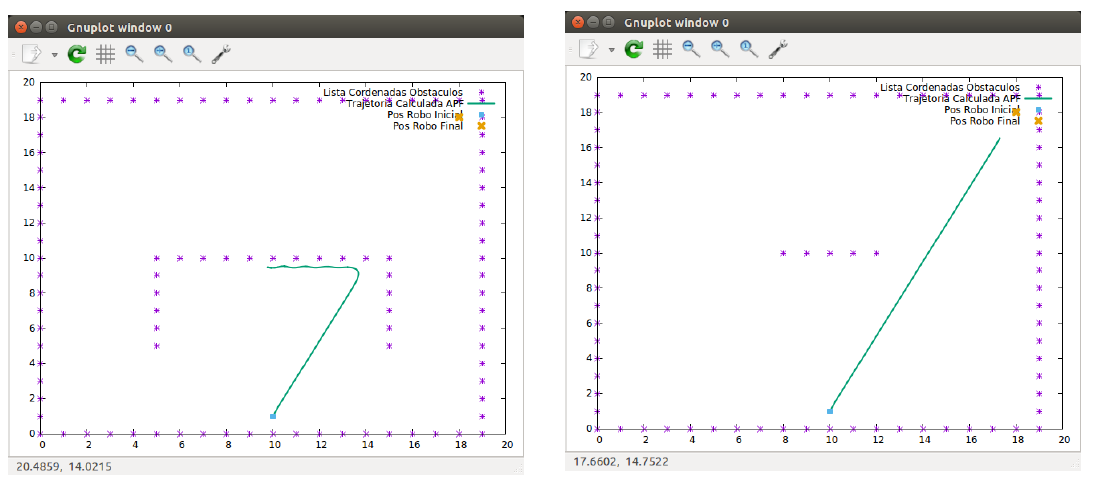 Gnuplot window 0
20
18
16
14
12
10
8
6
4
2
0
Lista Cordenadas Obstaculos
Trajetoria Calculada APF
Pos Robo Inicial
Pos Robo Final
0 2 4 6 8 10 12 14 16 18 20
20.4859, 14.0215
Gnuplot window 0
20
18
16
14
12
10
8
6
4
2
0
Lista Cordenadas Obstaculos
Trajetoria Calculada APF
Pos Robo Inicial
Pos Robo Final
0 2 4 6 8 10 12 14 16 18 20
17.6602, 14.7522